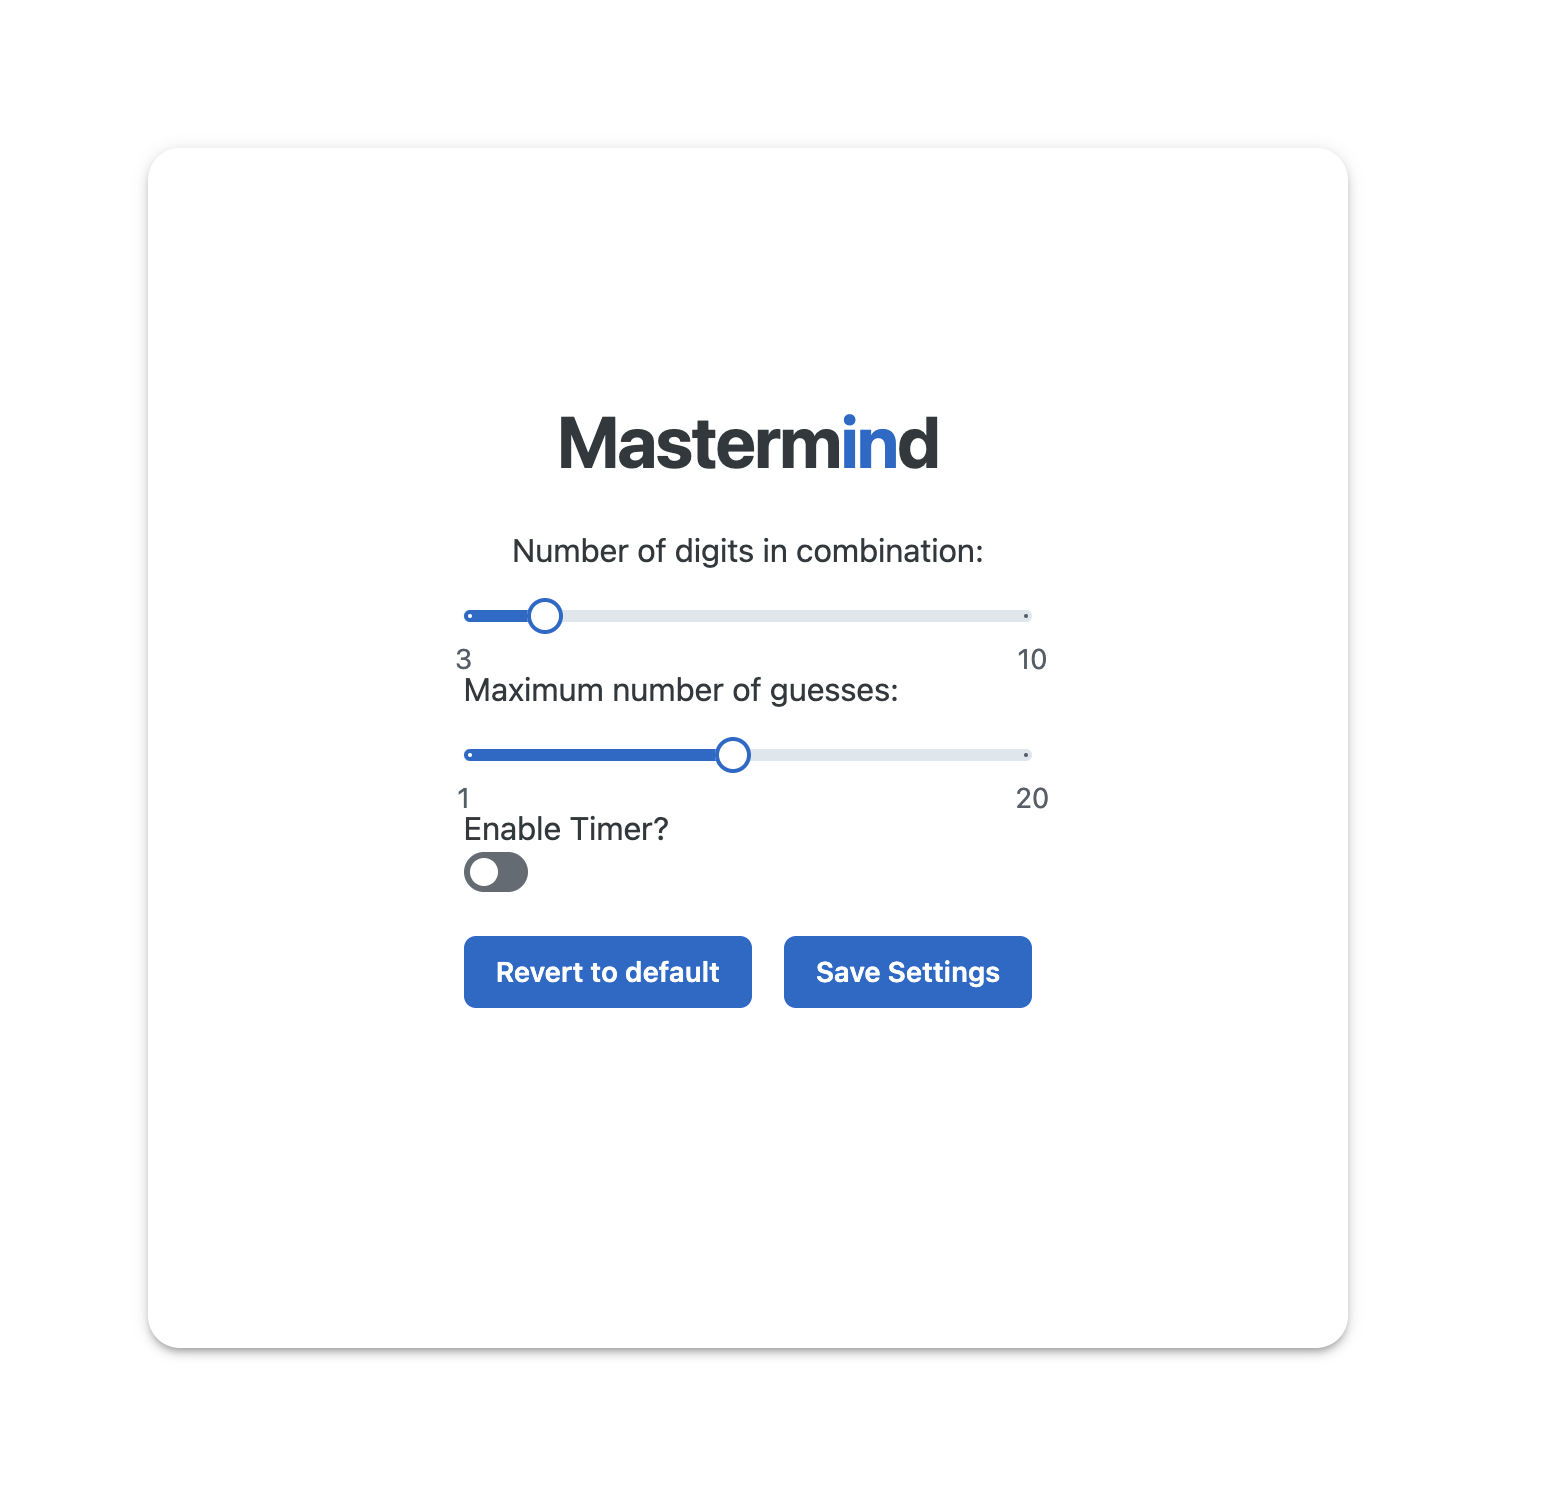 Mastermind
Number of digits in combination:
3 10
Maximum number of guesses:
1 20
Enable Timer?
Revert to default Save Settings